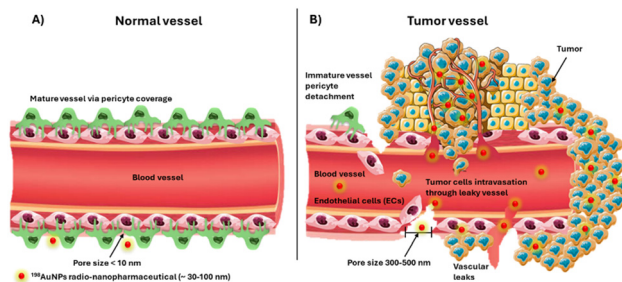 A)
Normal vessel
Mature vessel via pericyte coverage
Blood vessel
Pore size < 10 nm
¹⁹⁸AuNPs radio-nanopharmaceutical (~ 30-100 nm)
B)
Tumor vessel
Tumor
Immature vessel
pericyte
detachment
Blood vessel
Tumor cells intravasation
through leaky vessel
Endothelial cells (ECs)
Pore size 300-500 nm
Vascular
leaks